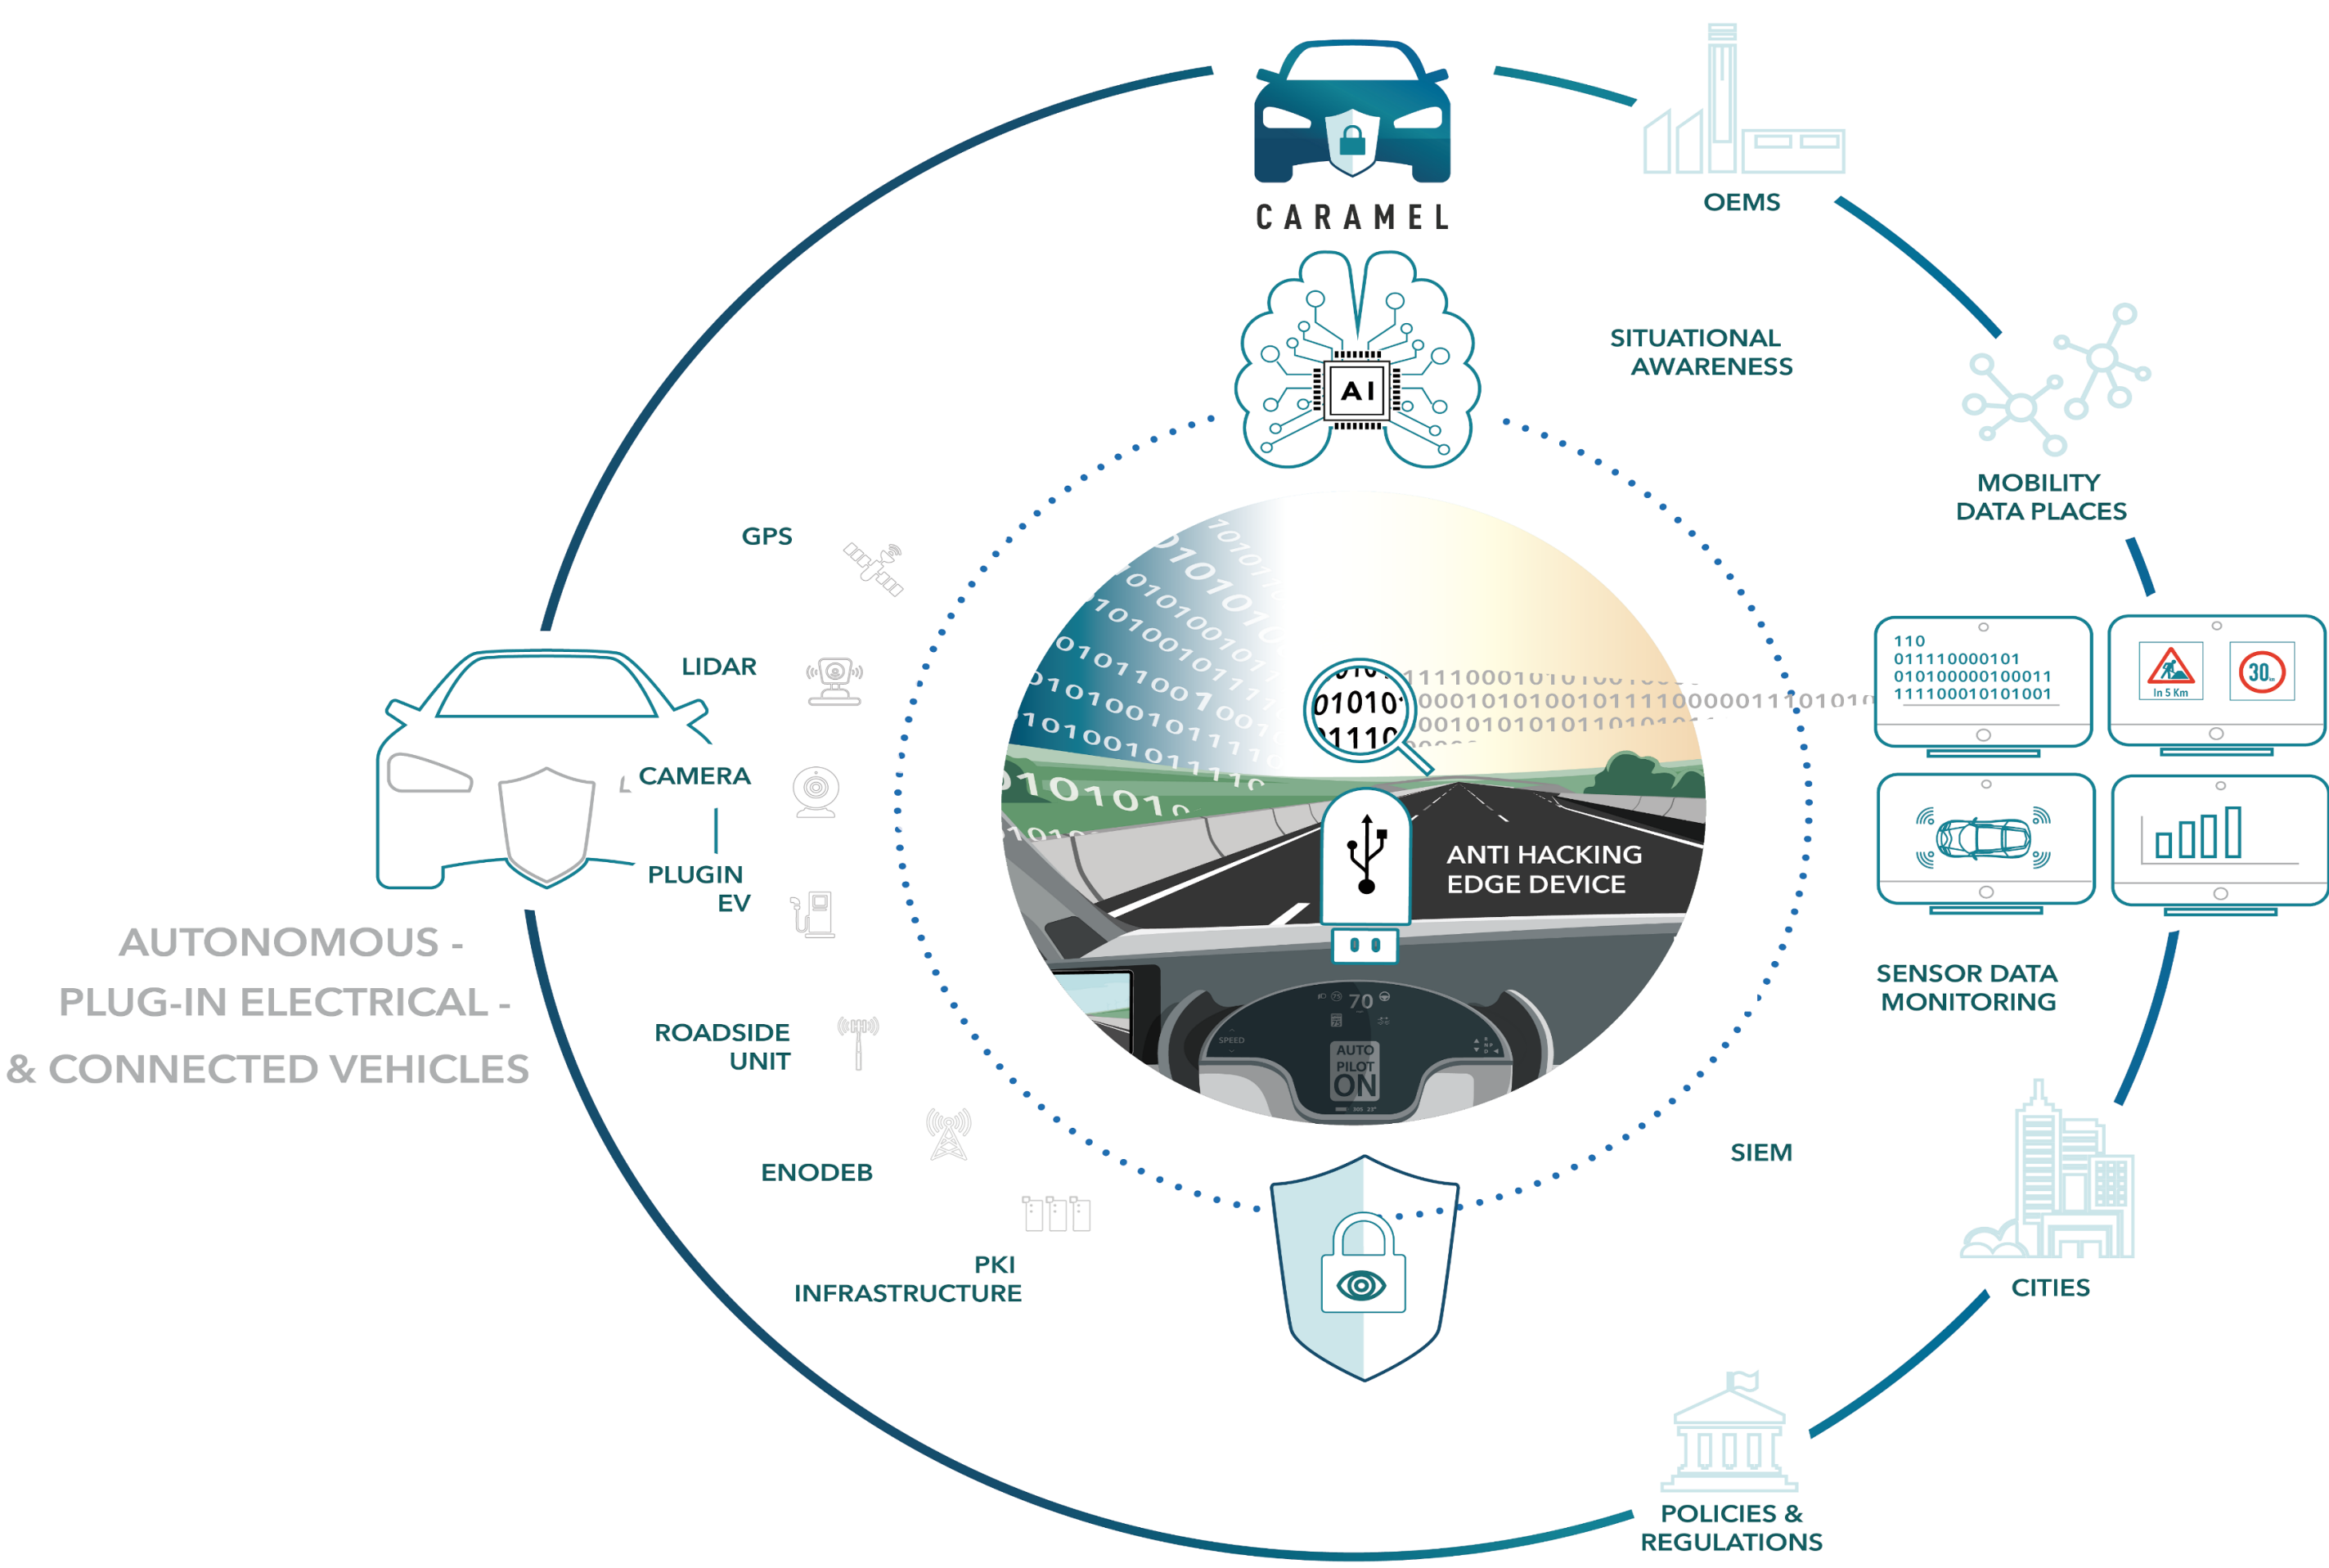 CARAMEL
OEMS
AI
SITUATIONAL
AWARENESS
MOBILITY
DATA PLACES
GPS
LIDAR
CAMERA
PLUGIN
EV
AUTONOMOUS -
PLUG-IN ELECTRICAL -
& CONNECTED VEHICLES
ROADSIDE
UNIT
ENODEB
PKI
INFRASTRUCTURE
01010
ANTI HACKING
EDGE DEVICE
70
SPEED
AUTO
PILOT
ON
110
011110000101
010100000100011
111100010101001
In 5 Km
30
SENSOR DATA
MONITORING
SIEM
CITIES
POLICIES &
REGULATIONS